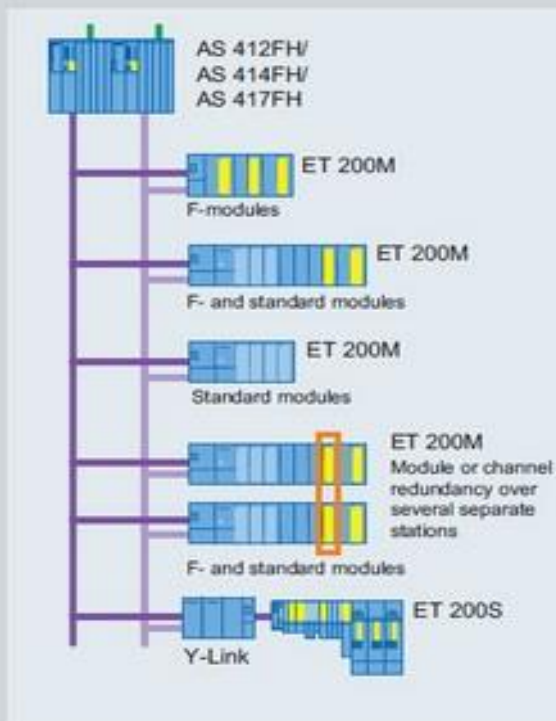 AS 412FH/
AS 414FH/
AS 417FH
ET 200M
F-modules
ET 200M
F- and standard modules
ET 200M
Standard modules
ET 200M
Module or channel
redundancy over
several separate
stations
F- and standard modules
ET 200S
Y-Link